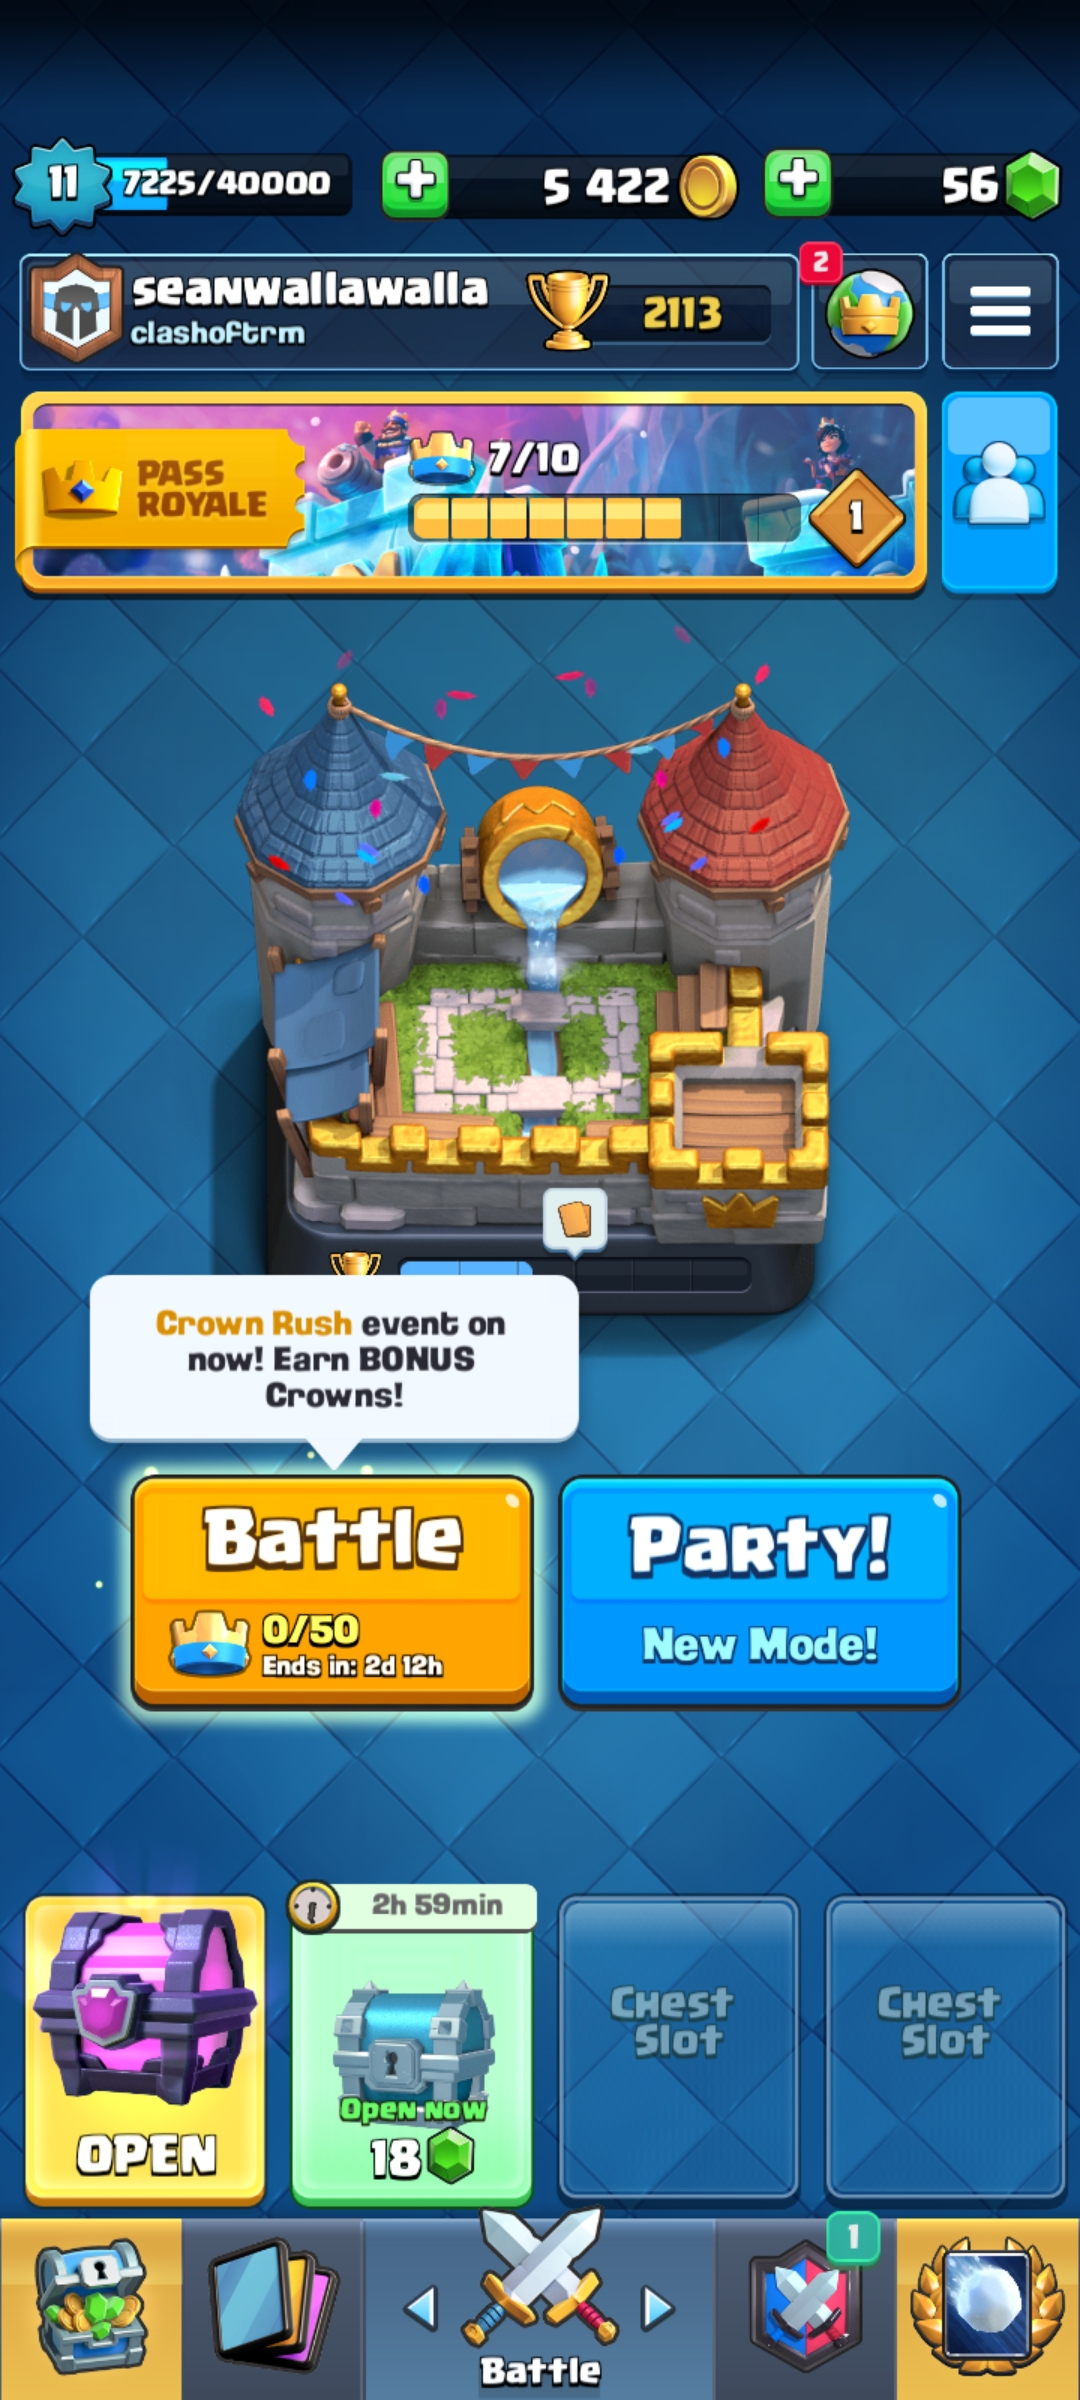 11
7225/40000
5 422
56
seanwallawalla
clashoftrm
2113
2
PASS
ROYALE
7/10
1
Crown Rush event on
now! Earn BONUS
Crowns!
Battle
0/50
Ends in: 2d 12h
Party!
New Mode!
OPEN
2h 59min
Open now
18
Chest
Slot
Chest
Slot
Battle
1